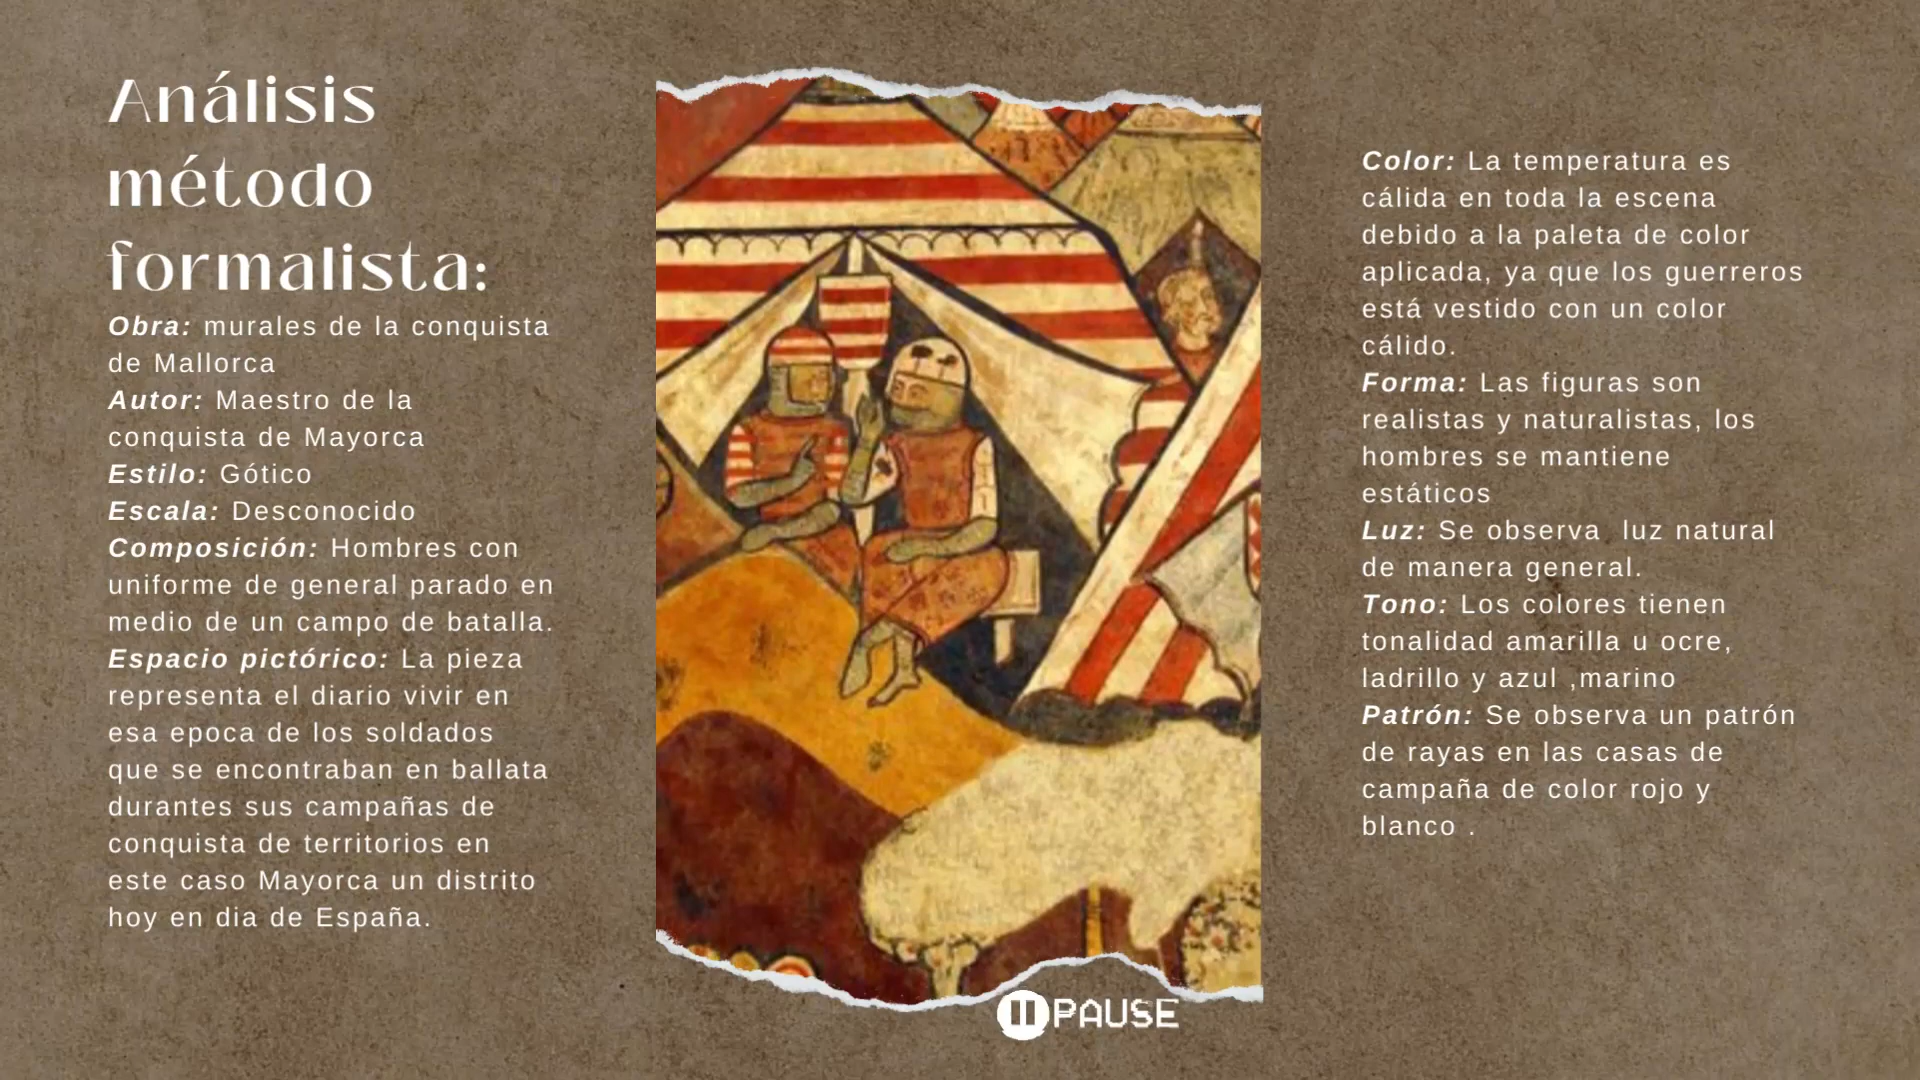 Análisis
método
formalista:
Obra: murales de la conquista
de Mallorca
Autor: Maestro de la
conquista de Mayorca
Estilo: Gótico
Escala: Desconocido
Composición: Hombres con
uniforme de general parado en
medio de un campo de batalla.
Espacio pictórico: La pieza
representa el diario vivir en
esa epoca de los soldados
que se encontraban en ballata
durantes sus campañas de
conquista de territorios en
este caso Mayorca un distrito
hoy en dia de España.
Color: La temperatura es
cálida en toda la escena
debido a la paleta de color
aplicada, ya que los guerreros
está vestido con un color
cálido.
Forma: Las figuras son
realistas y naturalistas, los
hombres se mantiene
estáticos
Luz: Se observa  luz natural
de manera general.
Tono: Los colores tienen
tonalidad amarilla u ocre,
ladrillo y azul ,marino
Patrón: Se observa un patrón
de rayas en las casas de
campaña de color rojo y
blanco .
PAUSE